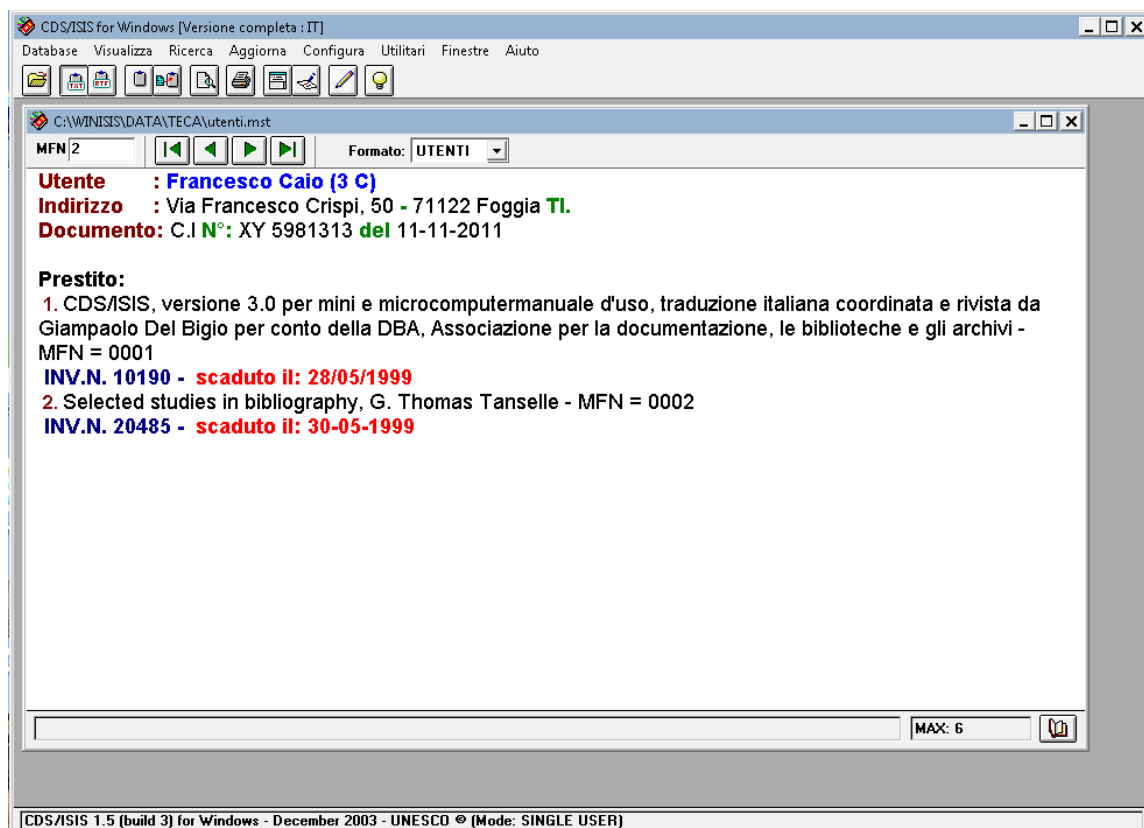 CDS/ISIS for Windows [Versione completa : IT]
Database Visualizza Ricerca Aggiorna Configura Utilitari Finestre Aiuto
TXT RTF
C:\WINISIS\DATA\TECA\utenti.mst
MFN 2 Formato: UTENTI
Utente : Francesco Caio (3 C)
Indirizzo : Via Francesco Crispi, 50 - 71122 Foggia Tl.
Documento: C.I N°: XY 5981313 del 11-11-2011
Prestito:
1. CDS/ISIS, versione 3.0 per mini e microcomputermanuale d'uso, traduzione italiana coordinata e rivista da
Giampaolo Del Bigio per conto della DBA, Associazione per la documentazione, le biblioteche e gli archivi -
MFN = 0001
INV.N. 10190 - scaduto il: 28/05/1999
2. Selected studies in bibliography, G. Thomas Tanselle - MFN = 0002
INV.N. 20485 - scaduto il: 30-05-1999
MAX: 6
CDS/ISIS 1.5 (build 3) for Windows - December 2003 - UNESCO © (Mode: SINGLE USER)